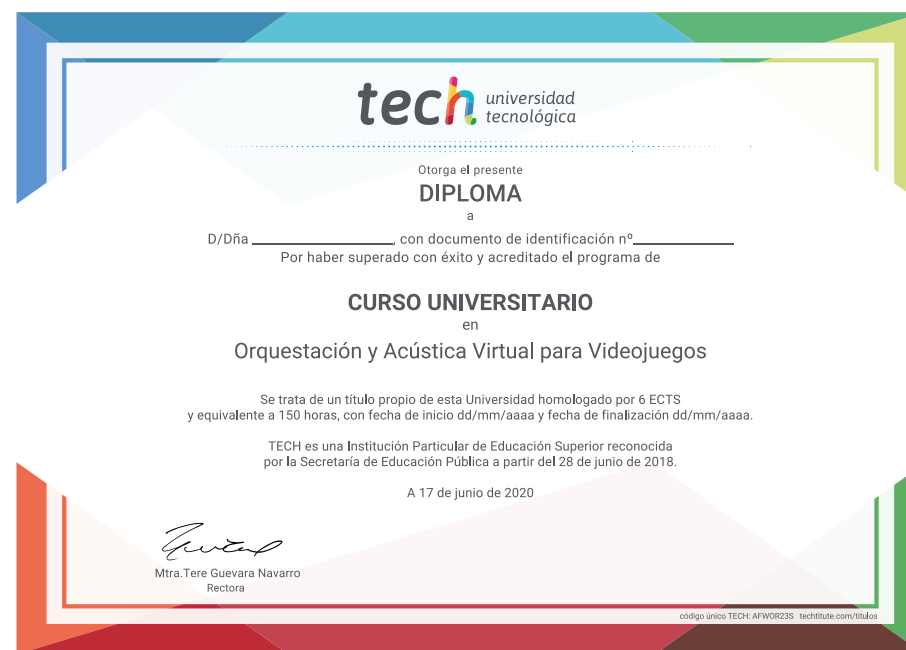 tech universidad
tecnológica
Otorga el presente
DIPLOMA
a
D/Dña ____________________, con documento de identificación nº______________
Por haber superado con éxito y acreditado el programa de
CURSO UNIVERSITARIO
en
Orquestación y Acústica Virtual para Videojuegos
Se trata de un título propio de esta Universidad homologado por 6 ECTS
y equivalente a 150 horas, con fecha de inicio dd/mm/aaaa y fecha de finalización dd/mm/aaaa.
TECH es una Institución Particular de Educación Superior reconocida
por la Secretaría de Educación Pública a partir del 28 de junio de 2018.
A 17 de junio de 2020
Mtra.Tere Guevara Navarro
Rectora
código único TECH: AFWOR23S techtitute.com/titulos